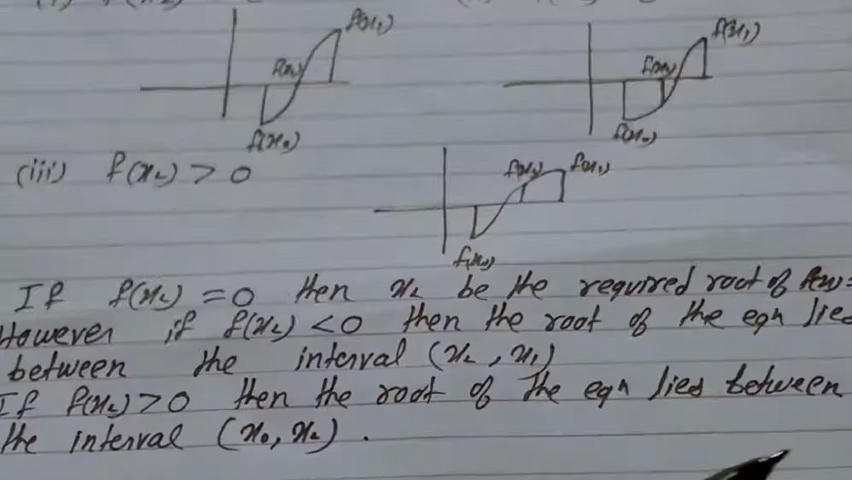 f(x₁)
f(x₁)
f(x₂)
f(x₂)
f(x₀)
f(x₀)
(iii) f(x₂) > 0
f(x₂) f(x₁)
f(x₀)
If f(x₂) = 0 then x₂ be the required root of
However if f(x₂) < 0 then the root of the eqn lies
between the interval (x₂, x₁)
If f(x₂) > 0 then the root of the eqn lies between
the interval (x₀, x₂).